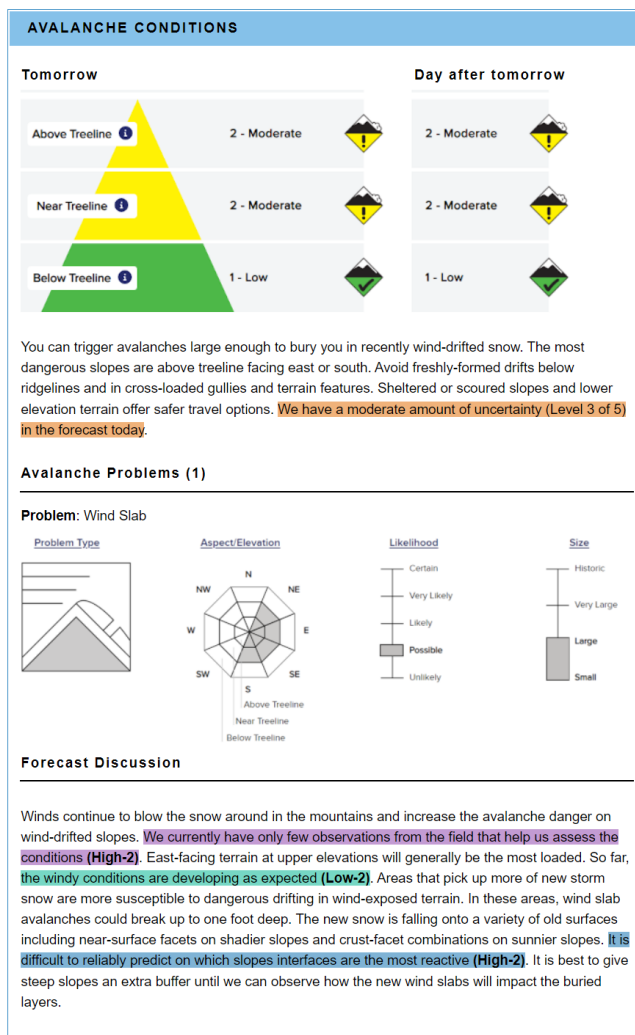 AVALANCHE CONDITIONS
Tomorrow
Day after tomorrow
Above Treeline i
2 - Moderate
!
2 - Moderate
!
Near Treeline i
2 - Moderate
!
2 - Moderate
!
Below Treeline i
1 - Low
1 - Low
You can trigger avalanches large enough to bury you in recently wind-drifted snow. The most
dangerous slopes are above treeline facing east or south. Avoid freshly-formed drifts below
ridgelines and in cross-loaded gullies and terrain features. Sheltered or scoured slopes and lower
elevation terrain offer safer travel options. We have a moderate amount of uncertainty (Level 3 of 5)
in the forecast today.
Avalanche Problems (1)
Problem: Wind Slab
Problem Type
Aspect/Elevation
Likelihood
Size
N
NE
E
SE
S
SW
W
NW
Above Treeline
Near Treeline
Below Treeline
Certain
Very Likely
Likely
Possible
Unlikely
Historic
Very Large
Large
Small
Forecast Discussion
Winds continue to blow the snow around in the mountains and increase the avalanche danger on
wind-drifted slopes. We currently have only few observations from the field that help us assess the
conditions (High-2). East-facing terrain at upper elevations will generally be the most loaded. So far,
the windy conditions are developing as expected (Low-2). Areas that pick up more of new storm
snow are more susceptible to dangerous drifting in wind-exposed terrain. In these areas, wind slab
avalanches could break up to one foot deep. The new snow is falling onto a variety of old surfaces
including near-surface facets on shadier slopes and crust-facet combinations on sunnier slopes. It is
difficult to reliably predict on which slopes interfaces are the most reactive (High-2). It is best to give
steep slopes an extra buffer until we can observe how the new wind slabs will impact the buried
layers.